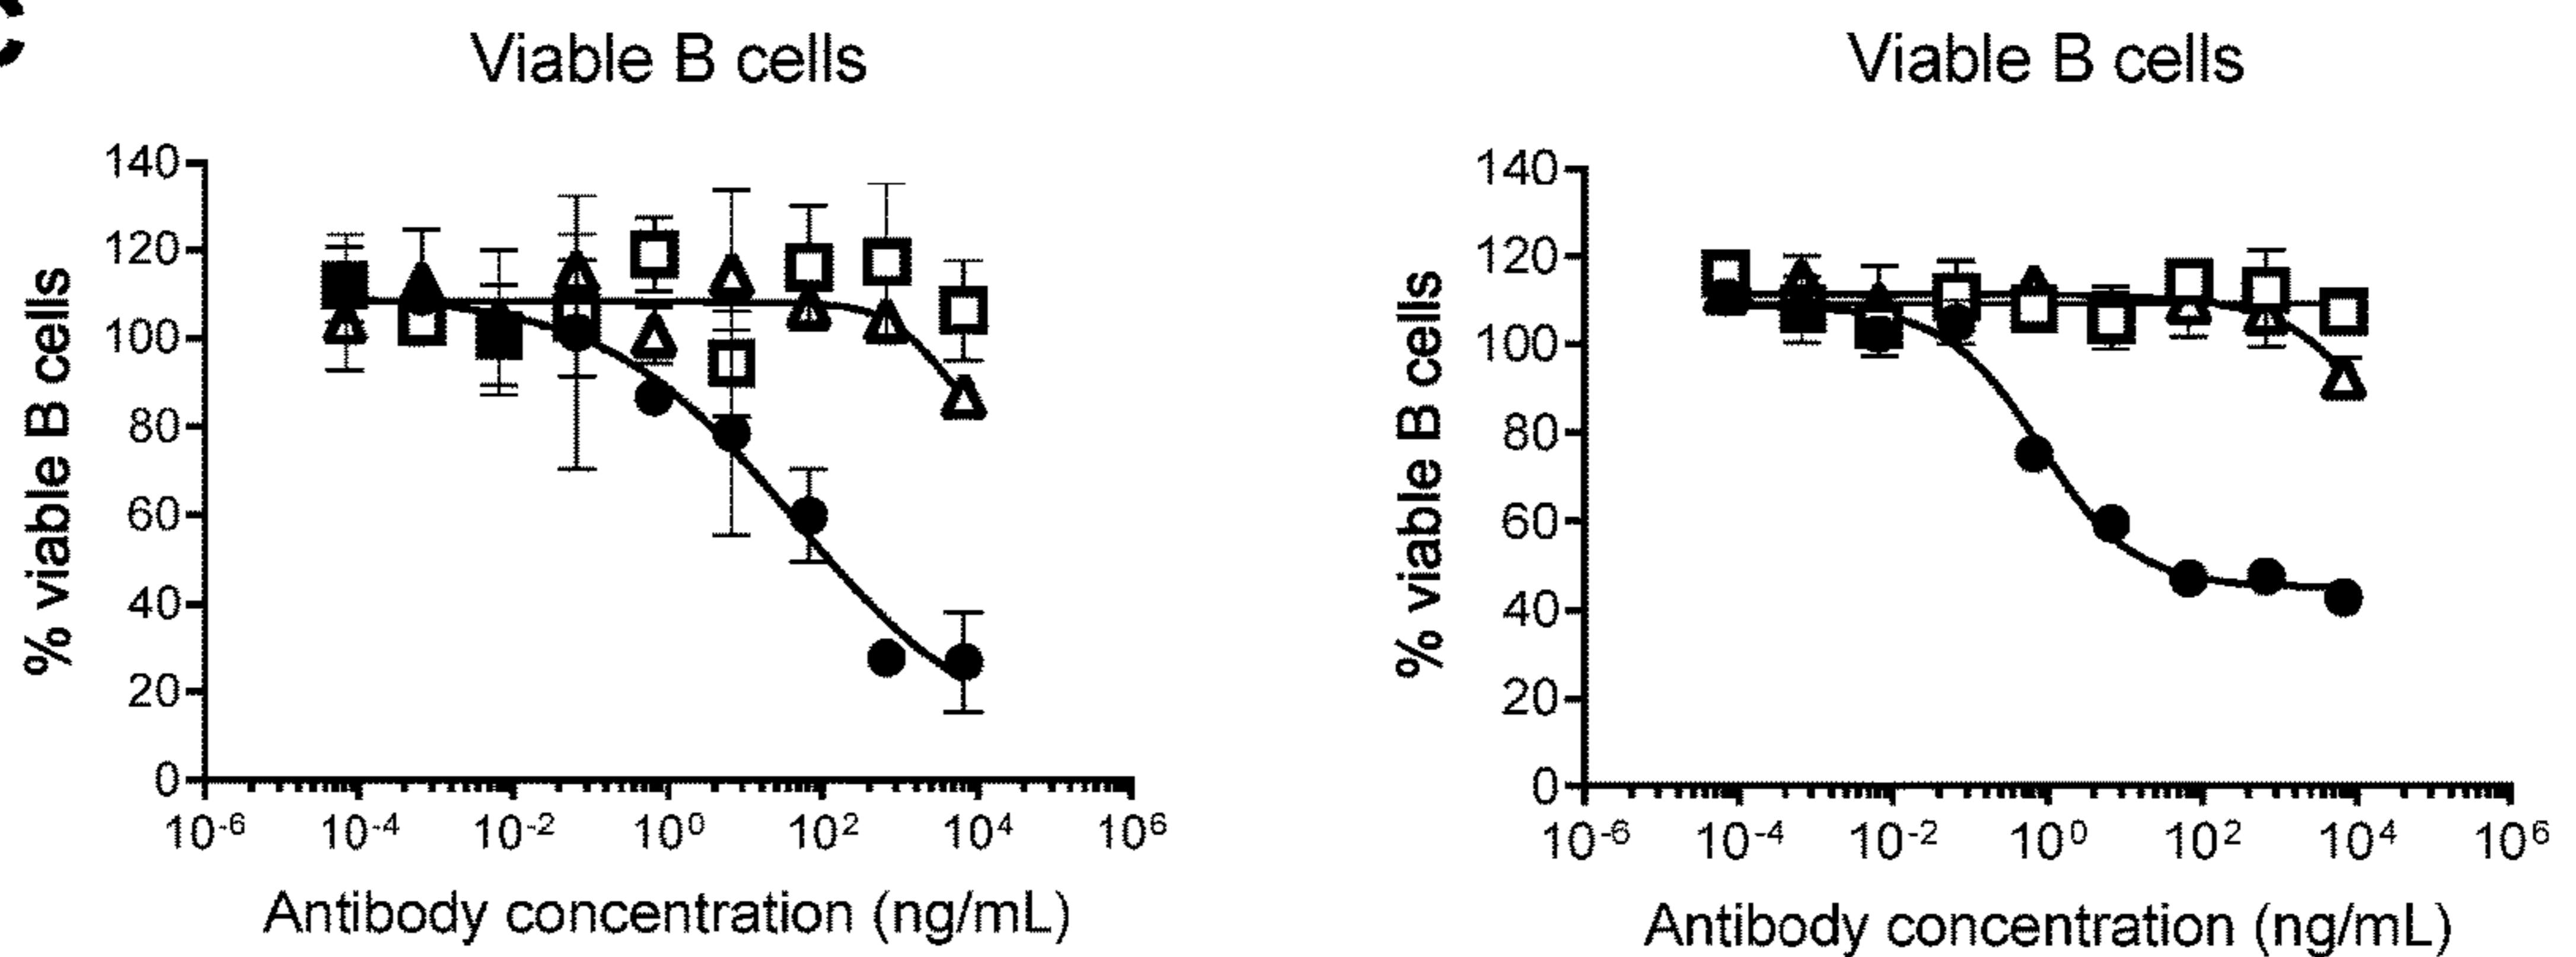 C
Viable B cells
% viable B cells
140
120
100
80
60
40
20
0
10⁻⁶ 10⁻⁴ 10⁻² 10⁰ 10² 10⁴ 10⁶
Antibody concentration (ng/mL)
Viable B cells
% viable B cells
140
120
100
80
60
40
20
0
10⁻⁶ 10⁻⁴ 10⁻² 10⁰ 10² 10⁴ 10⁶
Antibody concentration (ng/mL)